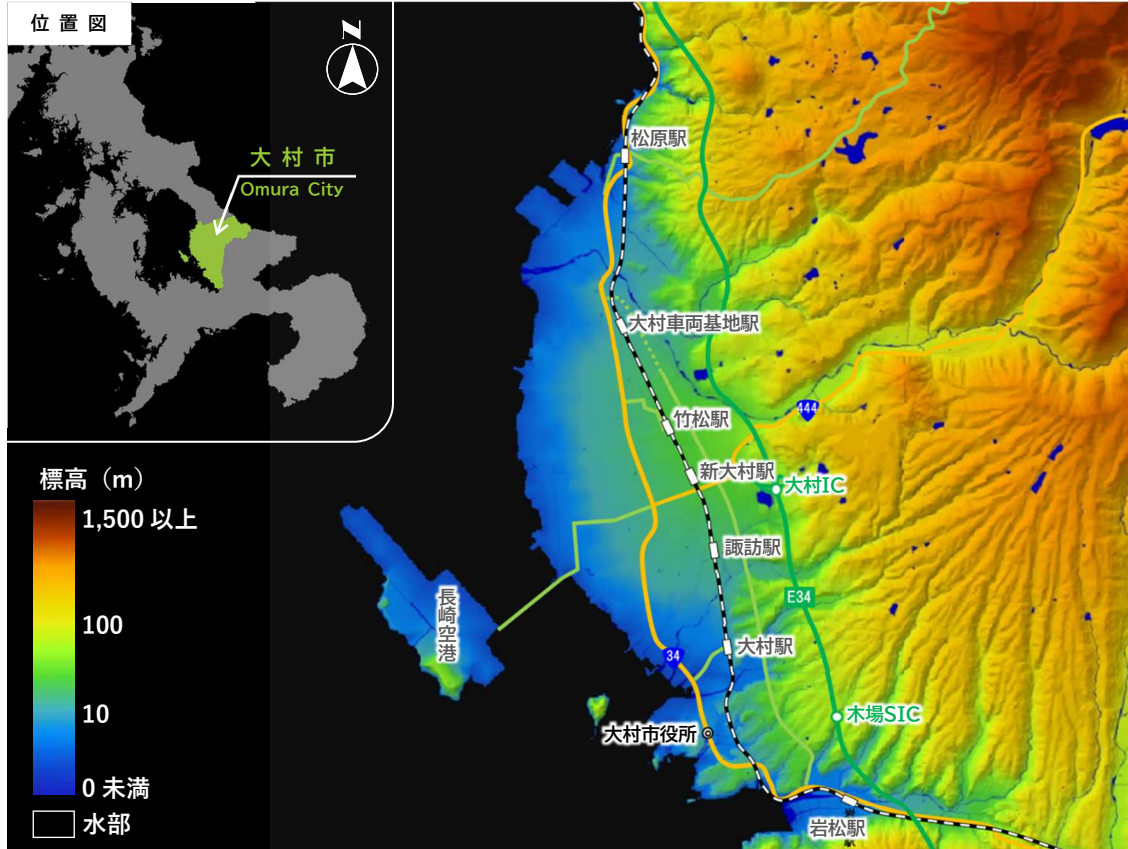 位置図
N
大村市
Omura City
標高（m）
1,500 以上
100
10
0 未満
水部
松原駅
大村車両基地駅
竹松駅
444
新大村駅
大村IC
諏訪駅
E34
長崎空港
大村駅
34
木場SIC
大村市役所
岩松駅